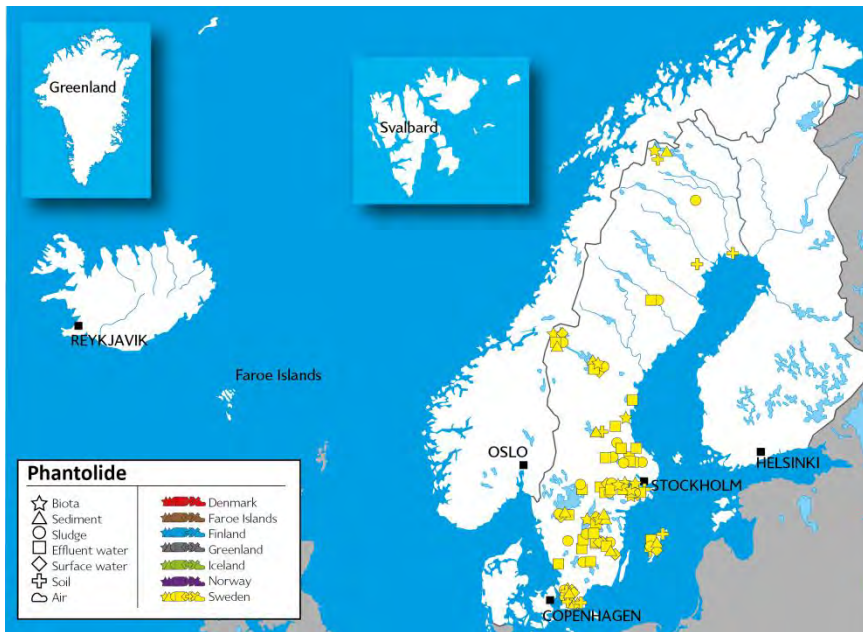 Greenland
Svalbard
REYKJAVIK
Faroe Islands
OSLO
HELSINKI
STOCKHOLM
COPENHAGEN
Phantolide
Biota
Sediment
Sludge
Effluent water
Surface water
Soil
Air
Denmark
Faroe Islands
Finland
Greenland
Iceland
Norway
Sweden